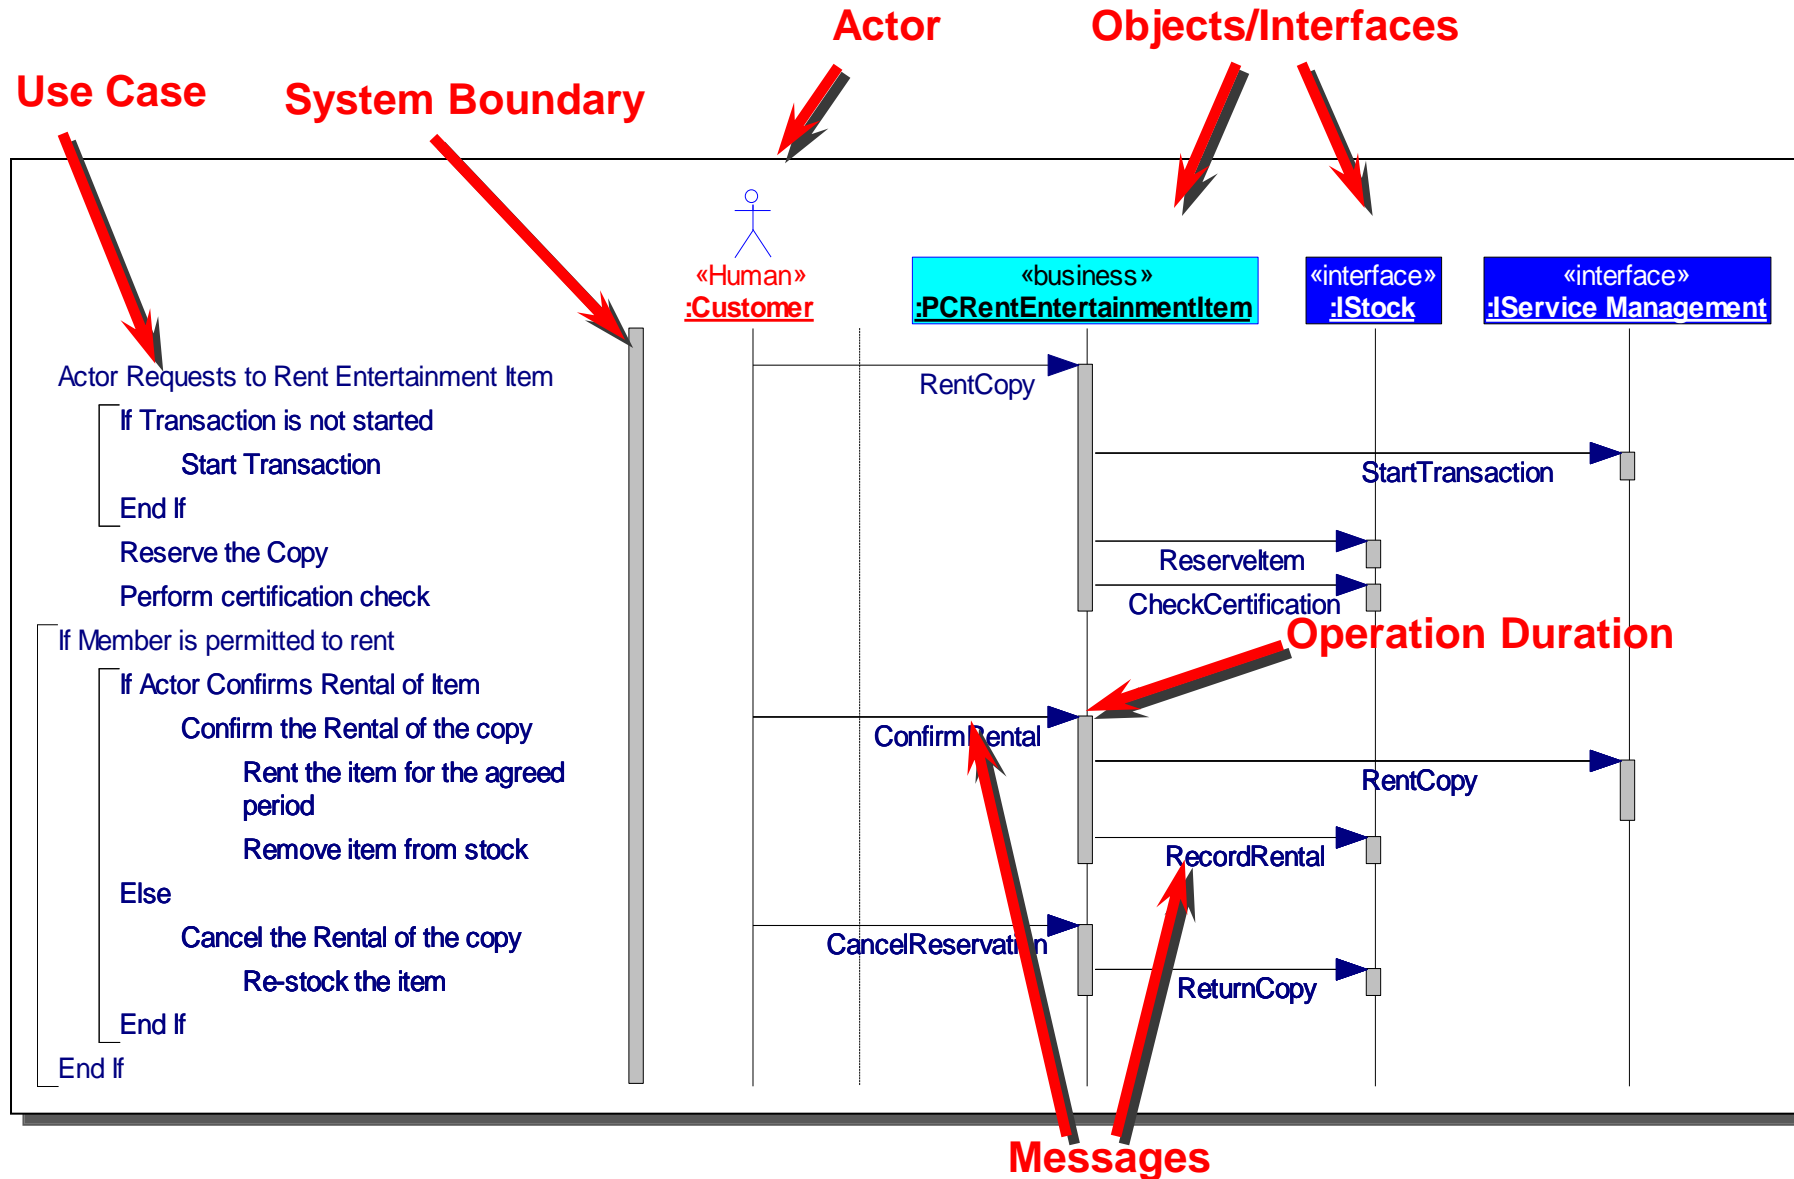 Actor
Objects/Interfaces
Use Case
System Boundary
«Human»
:Customer
«business»
:PCRentEntertainmentItem
«interface»
:IStock
«interface»
:IService Management
Actor Requests to Rent Entertainment Item
RentCopy
If Transaction is not started
Start Transaction
StartTransaction
End If
Reserve the Copy
ReserveItem
Perform certification check
CheckCertification
If Member is permitted to rent
Operation Duration
If Actor Confirms Rental of Item
Confirm the Rental of the copy
ConfirmRental
Rent the item for the agreed
period
RentCopy
Remove item from stock
RecordRental
Else
Cancel the Rental of the copy
CancelReservation
Re-stock the item
ReturnCopy
End If
End If
Messages